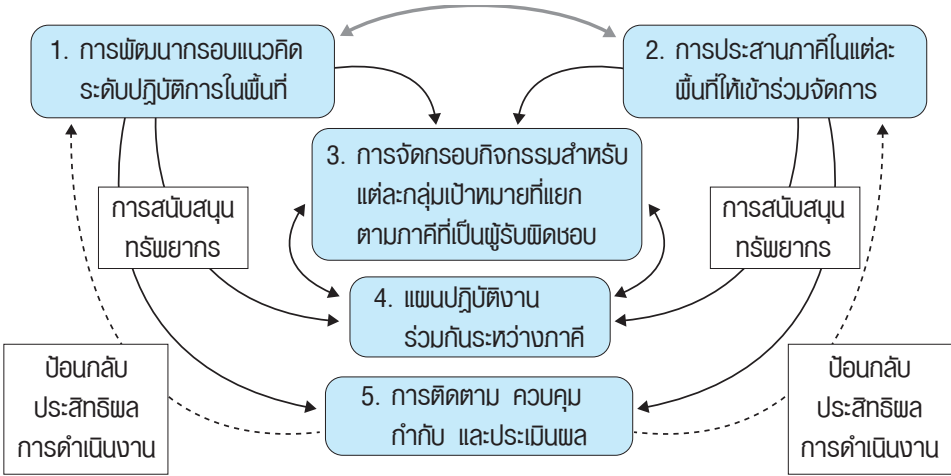 1. การพัฒนากรอบแนวคิด
ระดับปฏิบัติการในพื้นที่
2. การประสานภาคีในแต่ละ
พื้นที่ให้เข้าร่วมจัดการ
3. การจัดกรอบกิจกรรมสำหรับ
แต่ละกลุ่มเป้าหมายที่แยก
ตามภาคีที่เป็นผู้รับผิดชอบ
การสนับสนุน
ทรัพยากร
การสนับสนุน
ทรัพยากร
4. แผนปฏิบัติงาน
ร่วมกันระหว่างภาคี
5. การติดตาม ควบคุม
กำกับ และประเมินผล
ป้อนกลับ
ประสิทธิผล
การดำเนินงาน
ป้อนกลับ
ประสิทธิผล
การดำเนินงาน